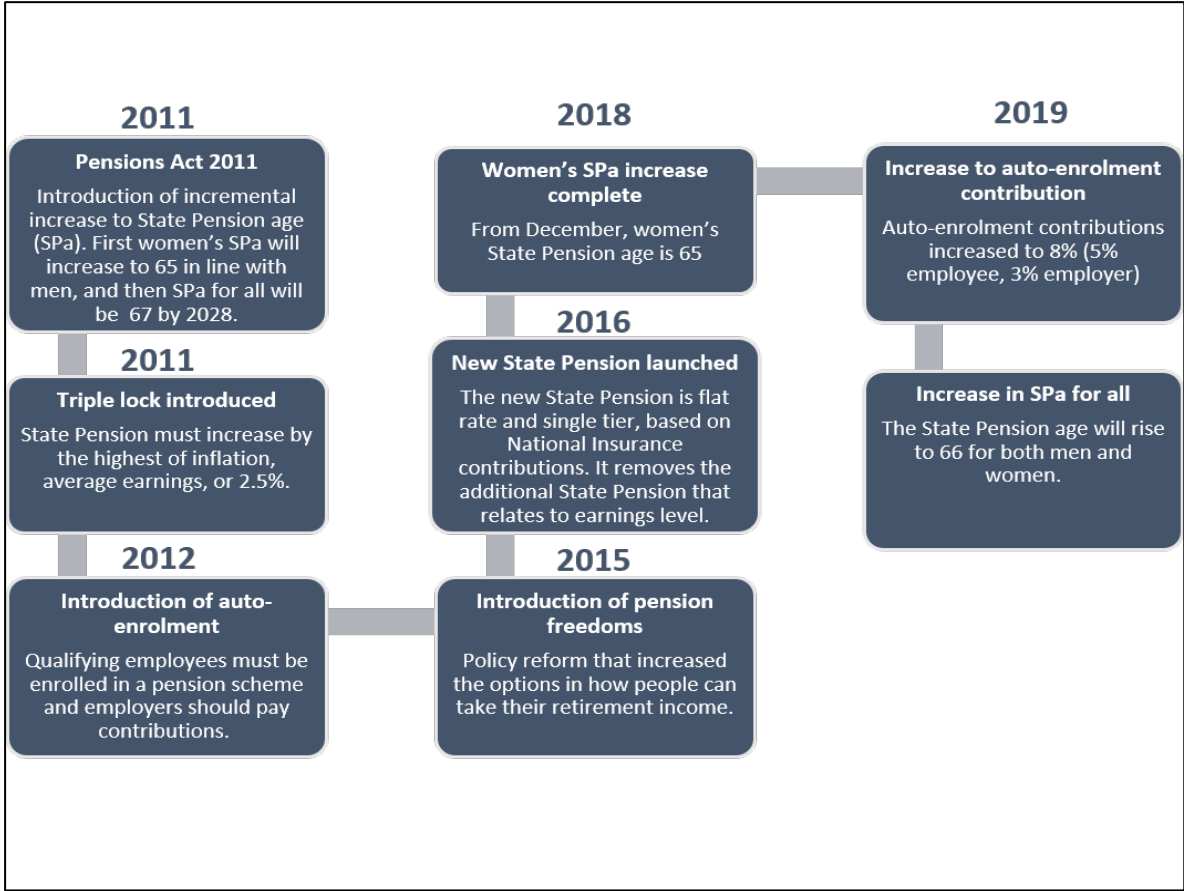 2011
Pensions Act 2011
Introduction of incremental
increase to State Pension age
(SPa). First women's SPa will
increase to 65 in line with
men, and then SPa for all will
be 67 by 2028.
2011
Triple lock introduced
State Pension must increase by
the highest of inflation,
average earnings, or 2.5%.
2012
Introduction of auto-
enrolment
Qualifying employees must be
enrolled in a pension scheme
and employers should pay
contributions.
2015
Introduction of pension
freedoms
Policy reform that increased
the options in how people can
take their retirement income.
2016
New State Pension launched
The new State Pension is flat
rate and single tier, based on
National Insurance
contributions. It removes the
additional State Pension that
relates to earnings level.
2018
Women's SPa increase
complete
From December, women's
State Pension age is 65
2019
Increase to auto-enrolment
contribution
Auto-enrolment contributions
increased to 8% (5%
employee, 3% employer)
Increase in SPa for all
The State Pension age will rise
to 66 for both men and
women.